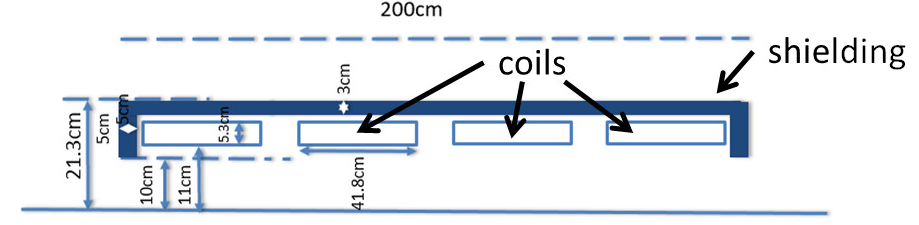 200cm
shielding
coils
3cm
5cm
5cm
5.3cm
21.3cm
10cm
11cm
41.8cm